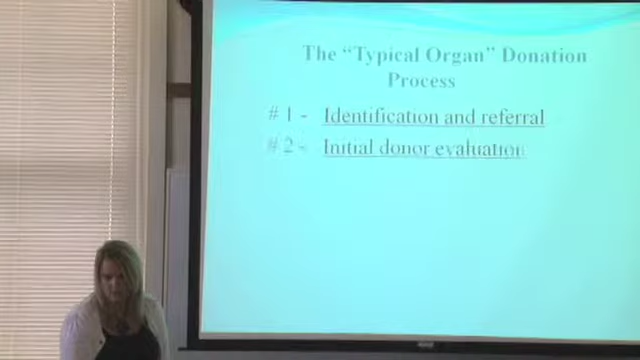 The “Typical Organ” Donation
Process
# 1 - Identification and referral
# 2 - Initial donor evaluation